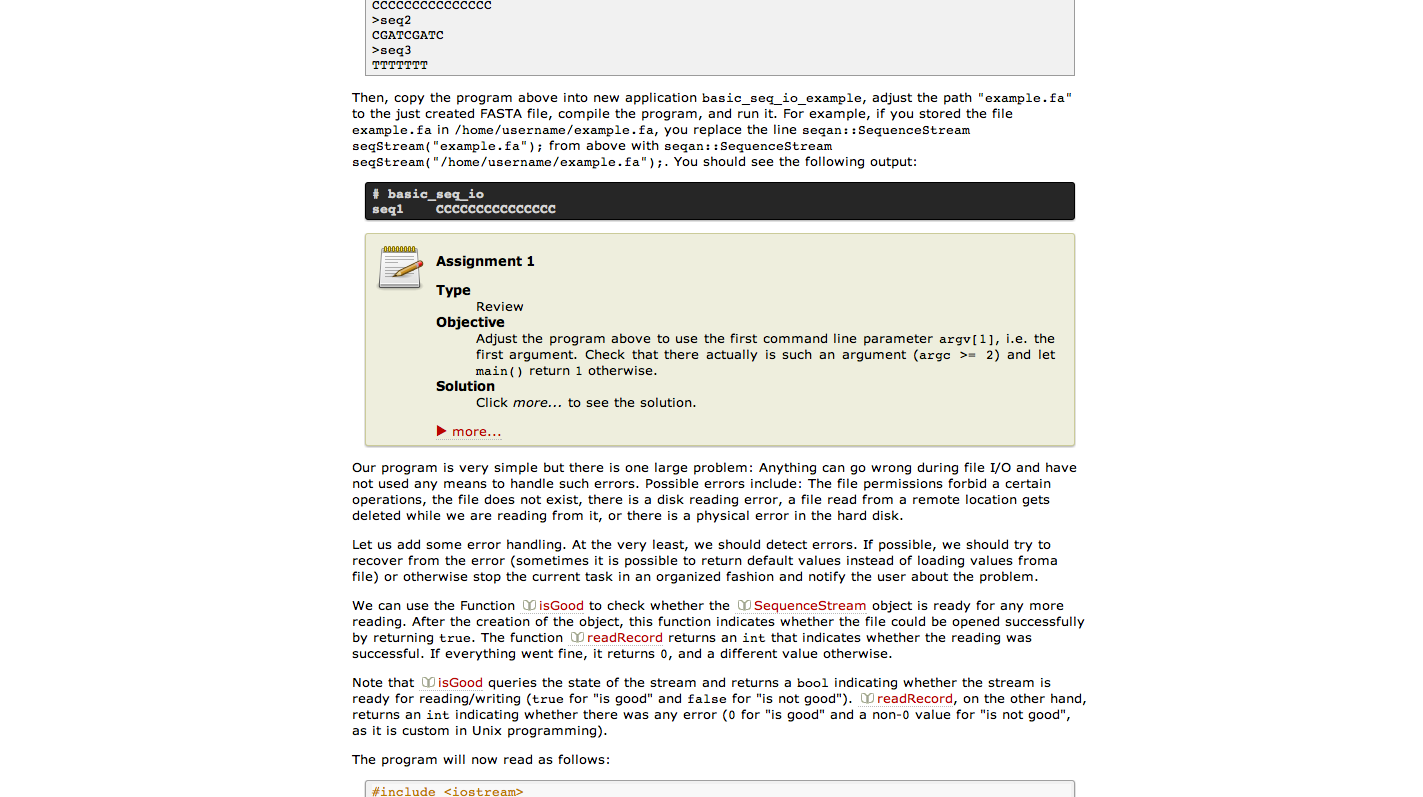 CCCCCCCCCCCCCCC
>seq2
CGATCGATC
>seq3
TTTTTTT
Then, copy the program above into new application basic_seq_io_example, adjust the path "example.fa"
to the just created FASTA file, compile the program, and run it. For example, if you stored the file
example.fa in /home/username/example.fa, you replace the line seqan::SequenceStream
seqStream("example.fa"); from above with seqan::SequenceStream
seqStream("/home/username/example.fa");. You should see the following output:
# basic_seq_io
seq1    CCCCCCCCCCCCCCC
Assignment 1
Type
Review
Objective
Adjust the program above to use the first command line parameter argv[1], i.e. the
first argument. Check that there actually is such an argument (argc >= 2) and let
main() return 1 otherwise.
Solution
Click more... to see the solution.
more...
Our program is very simple but there is one large problem: Anything can go wrong during file I/O and have
not used any means to handle such errors. Possible errors include: The file permissions forbid a certain
operations, the file does not exist, there is a disk reading error, a file read from a remote location gets
deleted while we are reading from it, or there is a physical error in the hard disk.
Let us add some error handling. At the very least, we should detect errors. If possible, we should try to
recover from the error (sometimes it is possible to return default values instead of loading values froma
file) or otherwise stop the current task in an organized fashion and notify the user about the problem.
We can use the Function isGood to check whether the SequenceStream object is ready for any more
reading. After the creation of the object, this function indicates whether the file could be opened successfully
by returning true. The function readRecord returns an int that indicates whether the reading was
successful. If everything went fine, it returns 0, and a different value otherwise.
Note that isGood queries the state of the stream and returns a bool indicating whether the stream is
ready for reading/writing (true for "is good" and false for "is not good"). readRecord, on the other hand,
returns an int indicating whether there was any error (0 for "is good" and a non-0 value for "is not good",
as it is custom in Unix programming).
The program will now read as follows:
#include <iostream>